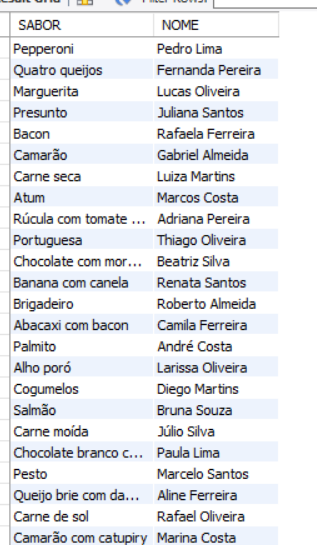 SABOR NOME
Pepperoni Pedro Lima
Quatro queijos Fernanda Pereira
Marguerita Lucas Oliveira
Presunto Juliana Santos
Bacon Rafaela Ferreira
Camarão Gabriel Almeida
Carne seca Luiza Martins
Atum Marcos Costa
Rúcula com tomate ... Adriana Pereira
Portuguesa Thiago Oliveira
Chocolate com mor... Beatriz Silva
Banana com canela Renata Santos
Brigadeiro Roberto Almeida
Abacaxi com bacon Camila Ferreira
Palmito André Costa
Alho poró Larissa Oliveira
Cogumelos Diego Martins
Salmão Bruna Souza
Carne moída Júlio Silva
Chocolate branco c... Paula Lima
Pesto Marcelo Santos
Queijo brie com da... Aline Ferreira
Carne de sol Rafael Oliveira
Camarão com catupiry Marina Costa